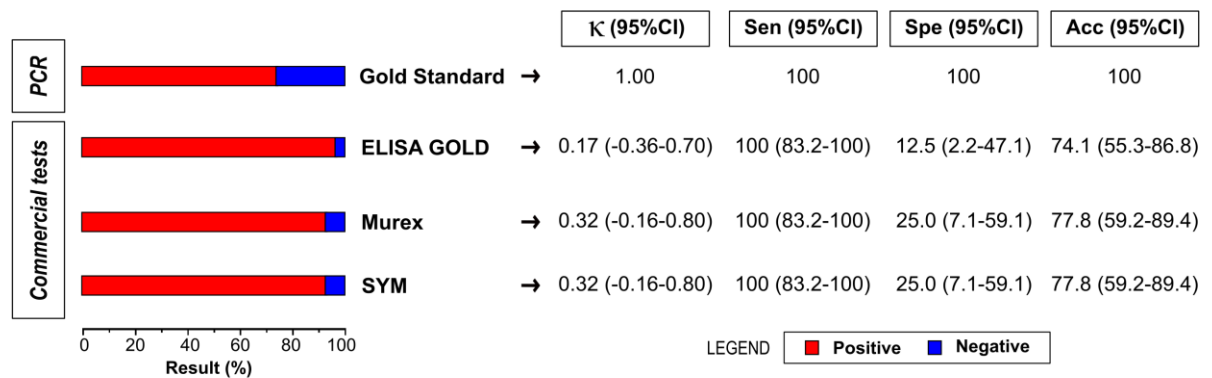 κ (95%CI) Sen (95%CI) Spe (95%CI) Acc (95%CI)
PCR
Gold Standard → 1.00 100 100 100
Commercial tests
ELISA GOLD → 0.17 (-0.36-0.70) 100 (83.2-100) 12.5 (2.2-47.1) 74.1 (55.3-86.8)
Murex → 0.32 (-0.16-0.80) 100 (83.2-100) 25.0 (7.1-59.1) 77.8 (59.2-89.4)
SYM → 0.32 (-0.16-0.80) 100 (83.2-100) 25.0 (7.1-59.1) 77.8 (59.2-89.4)
0 20 40 60 80 100
Result (%)
LEGEND Positive Negative